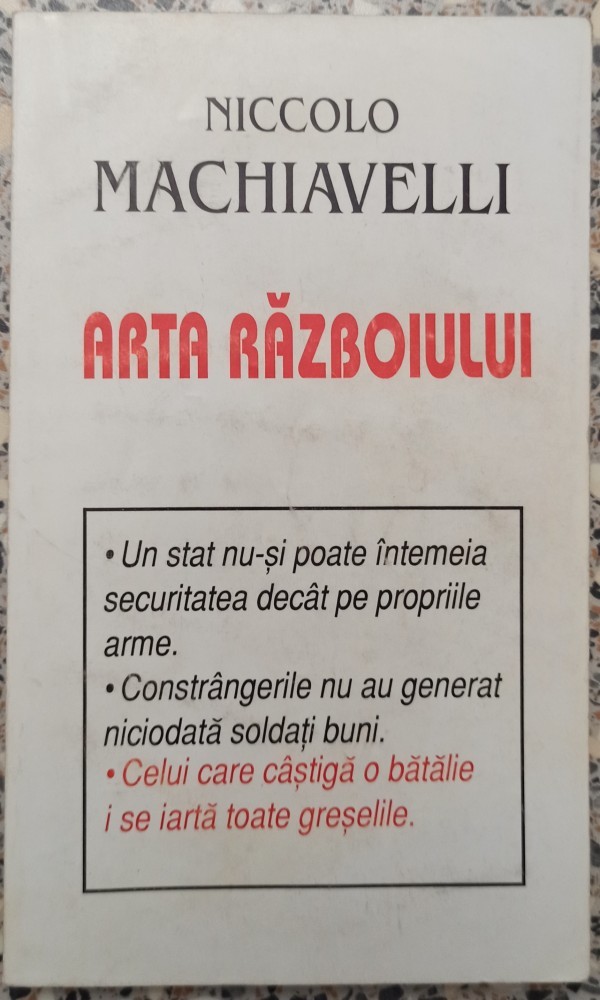 NICCOLO
MACHIAVELLI
ARTA RĂZBOIULUI
• Un stat nu-și poate întemeia
securitatea decât pe propriile
arme.
• Constrângerile nu au generat
niciodată soldați buni.
• Celui care câștigă o bătălie
i se iartă toate greșelile.